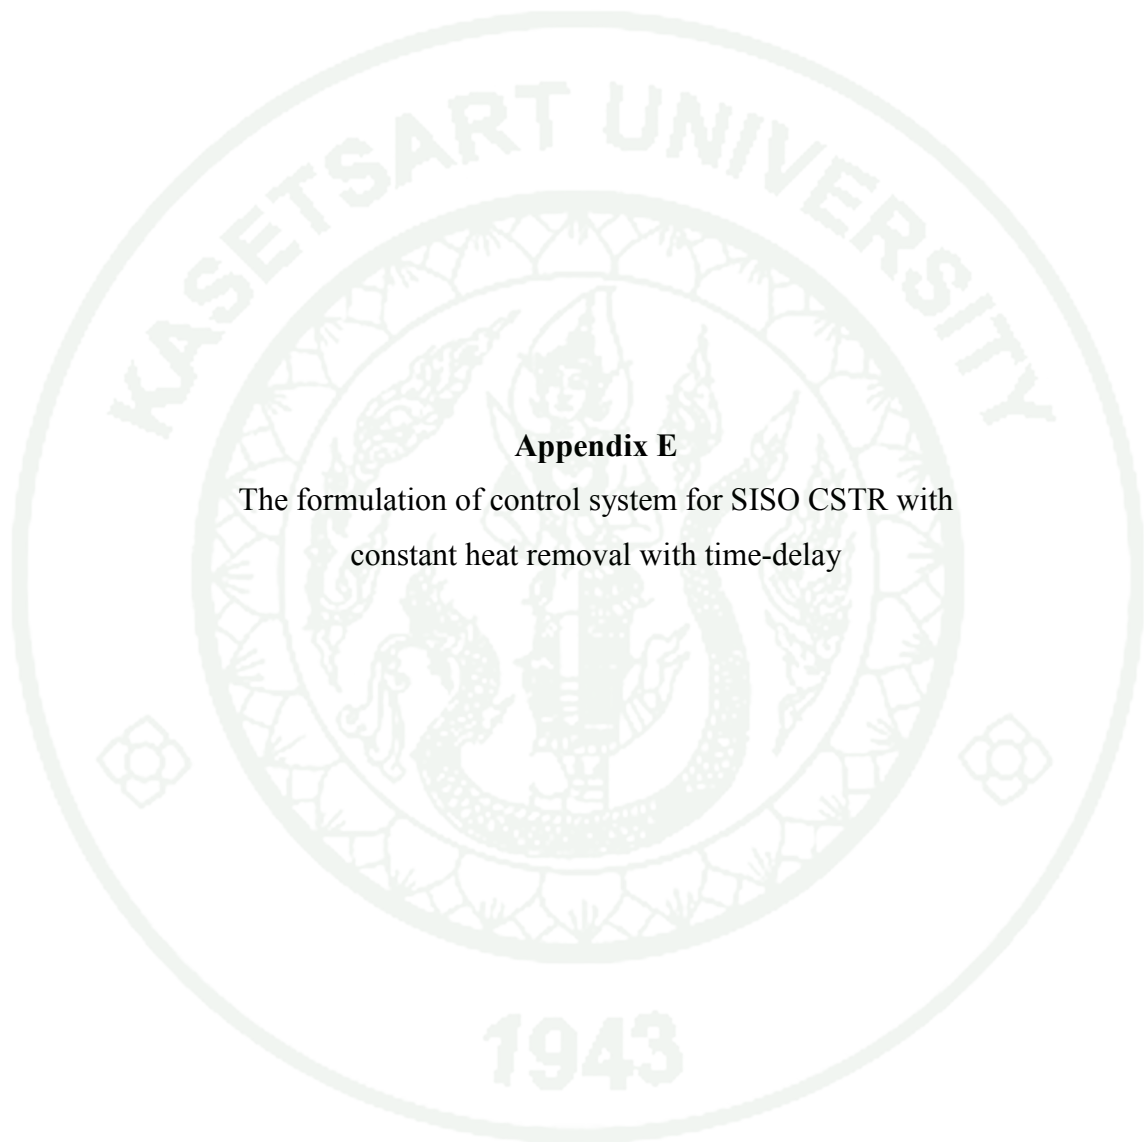 KASETSART UNIVERSITY
Appendix E
The formulation of control system for SISO CSTR with
constant heat removal with time-delay
1943